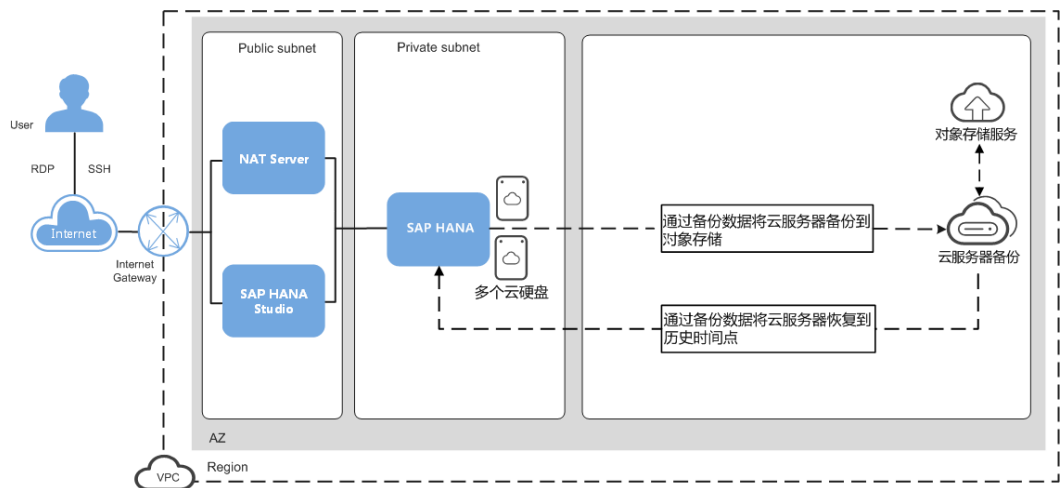 Public subnet
Private subnet
User
RDP
SSH
Internet
Internet
Gateway
NAT Server
SAP HANA
Studio
SAP HANA
多个云硬盘
通过备份数据将云服务器备份到
对象存储
通过备份数据将云服务器恢复到
历史时间点
对象存储服务
云服务器备份
AZ
Region
VPC